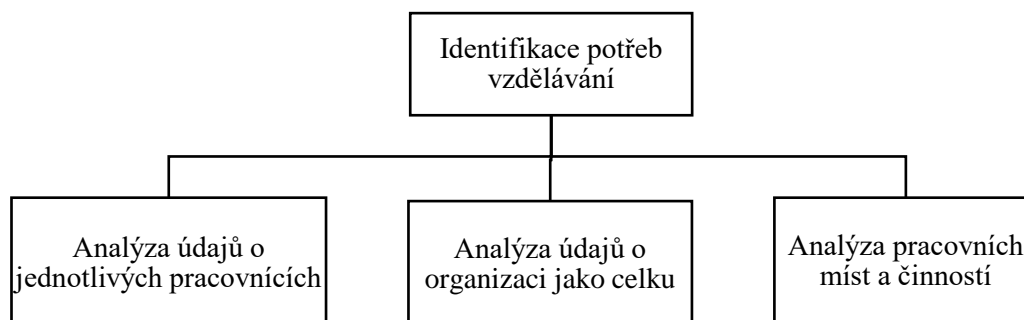 Identifikace potřeb
vzdělávání
Analýza údajů o
jednotlivých pracovnících
Analýza údajů o
organizaci jako celku
Analýza pracovních
míst a činností